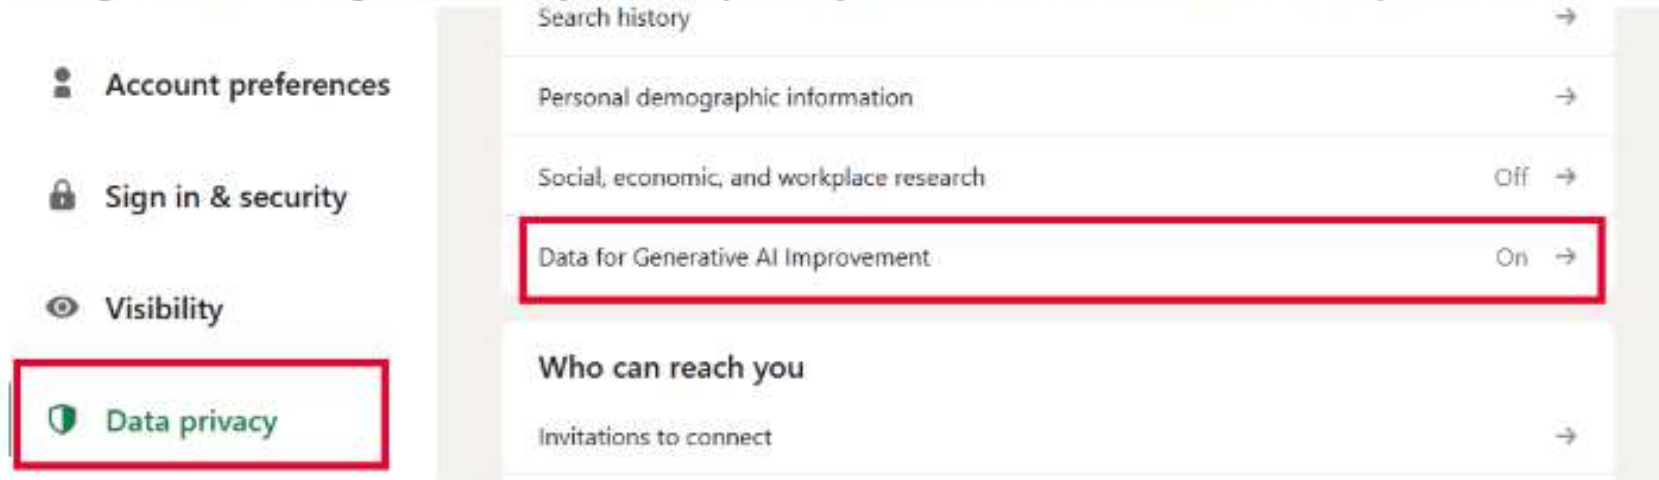 Account preferences
Sign in & security
Visibility
Data privacy
Search history
Personal demographic information
Social, economic, and workplace research Off
Data for Generative AI Improvement On
Who can reach you
Invitations to connect